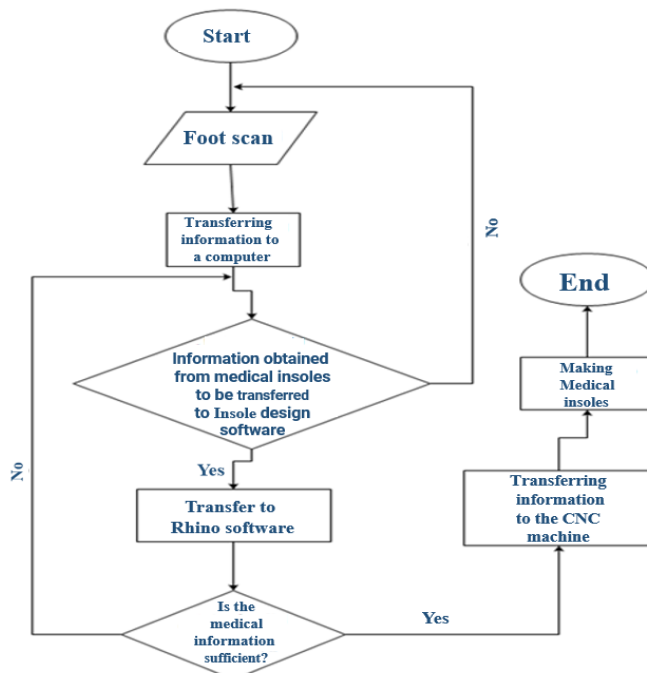 Start
Foot scan
Transferring
information to
a computer
Information obtained
from medical insoles
to be transferred
to Insole design
software
No
Yes
Transfer to
Rhino software
No
Is the
medical
information
sufficient?
Yes
Transferring
information
to the CNC
machine
Making
Medical
insoles
End